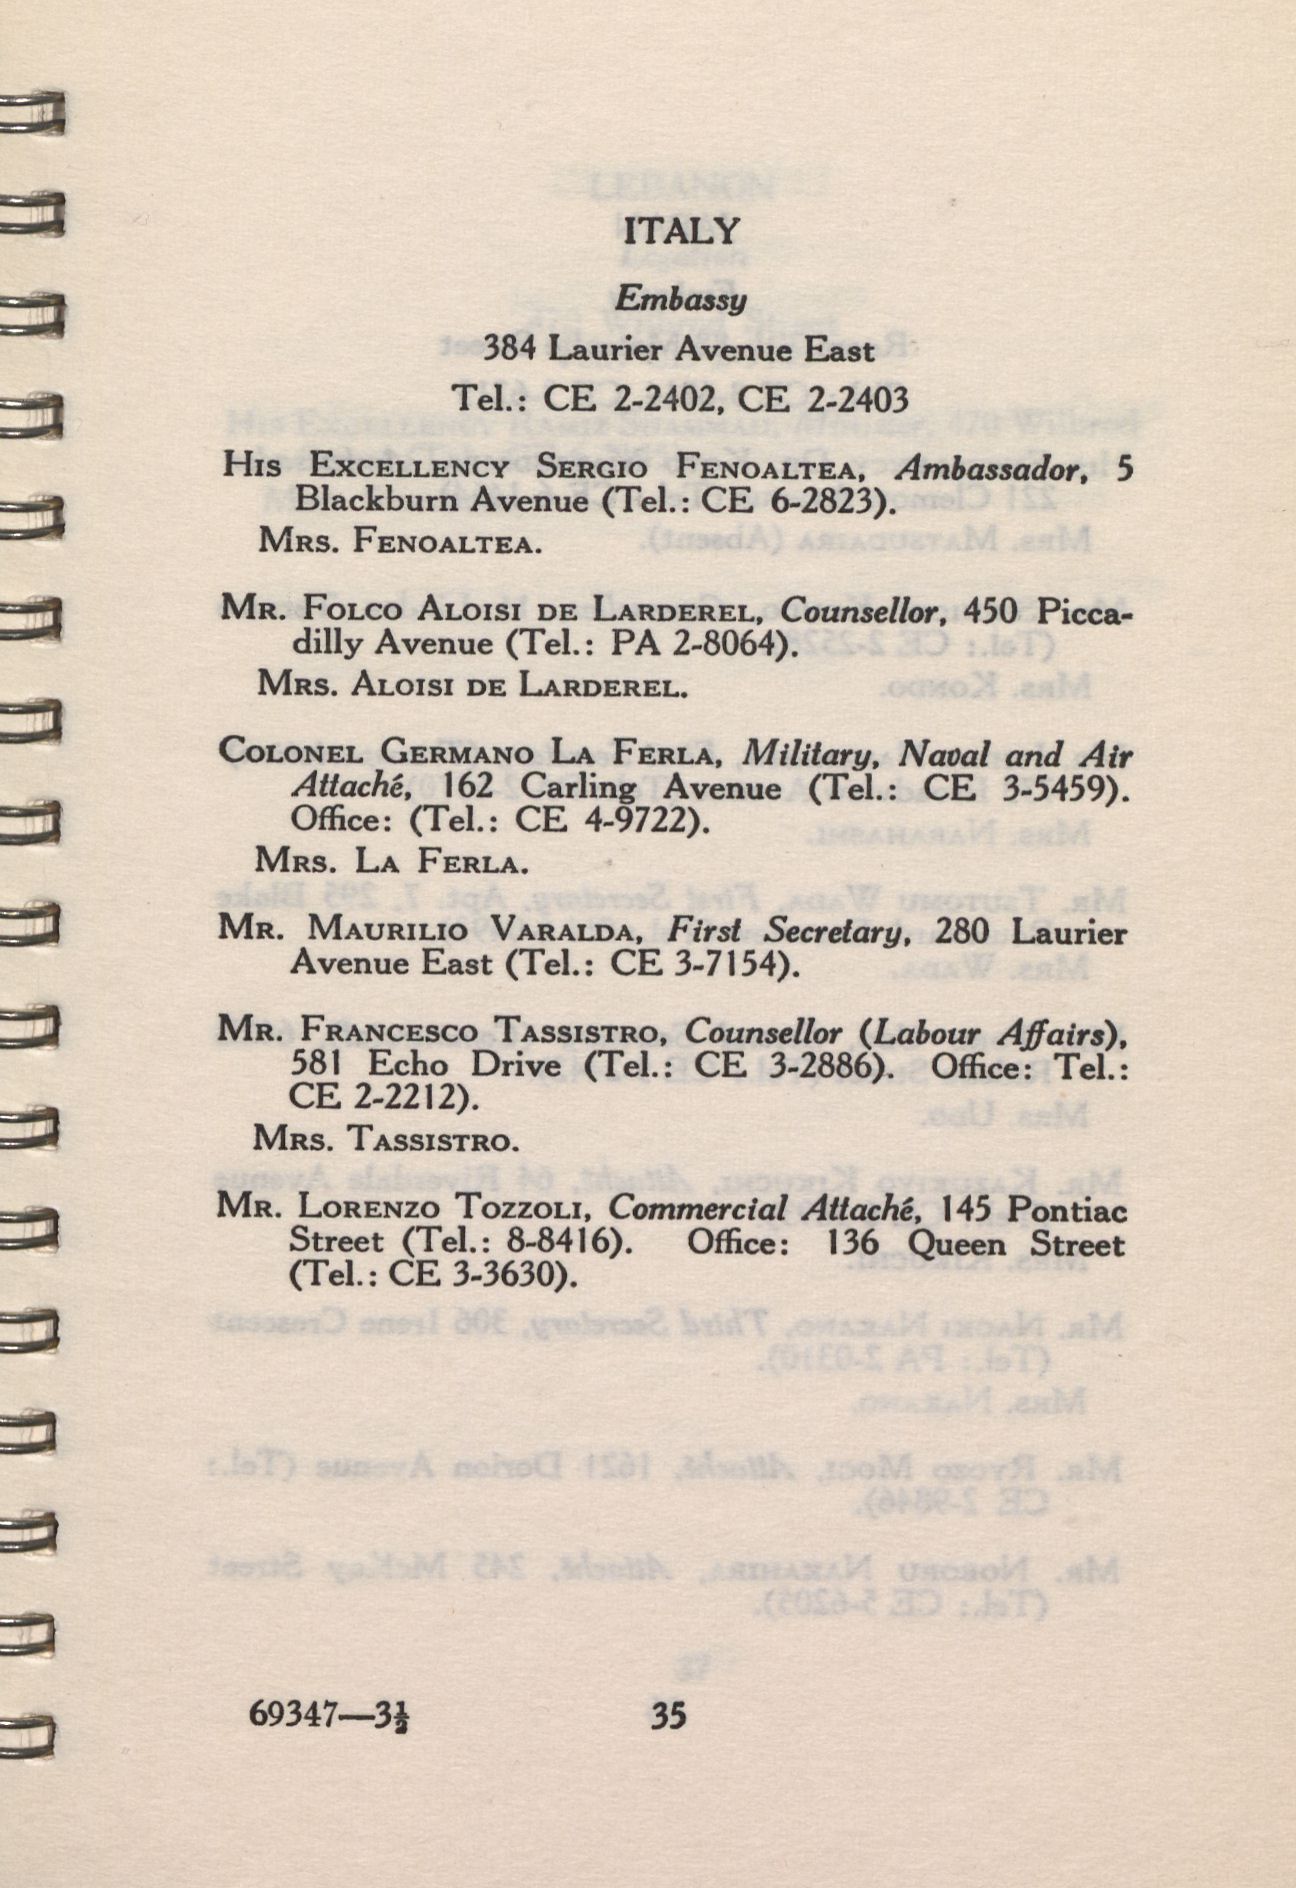 ITALY
Embassy
384 Laurier Avenue East
Tel.: CE 2-2402, CE 2-2403
HIS EXCELLENCY SERGIO FENOALTEA, Ambassador, 5
Blackburn Avenue (Tel.: CE 6-2823).
MRS. FENOALTEA.
MR. FOLCO ALOISI DE LARDEREL, Counsellor, 450 Picca-
dilly Avenue (Tel.: PA 2-8064).
MRS. ALOISI DE LARDEREL.
COLONEL GERMANO LA FERLA, Military, Naval and Air
Attaché, 162 Carling Avenue (Tel.: CE 3-5459).
Office: (Tel.: CE 4-9722).
MRS. LA FERLA.
MR. MAURILIO VARALDA, First Secretary, 280 Laurier
Avenue East (Tel.: CE 3-7154).
MR. FRANCESCO TASSISTRO, Counsellor (Labour Affairs),
581 Echo Drive (Tel.: CE 3-2886). Office: Tel.:
CE 2-2212).
MRS. TASSISTRO.
MR. LORENZO TOZZOLI, Commercial Attaché, 145 Pontiac
Street (Tel.: 8-8416). Office: 136 Queen Street
(Tel.: CE 3-3630).
69347—3½
35